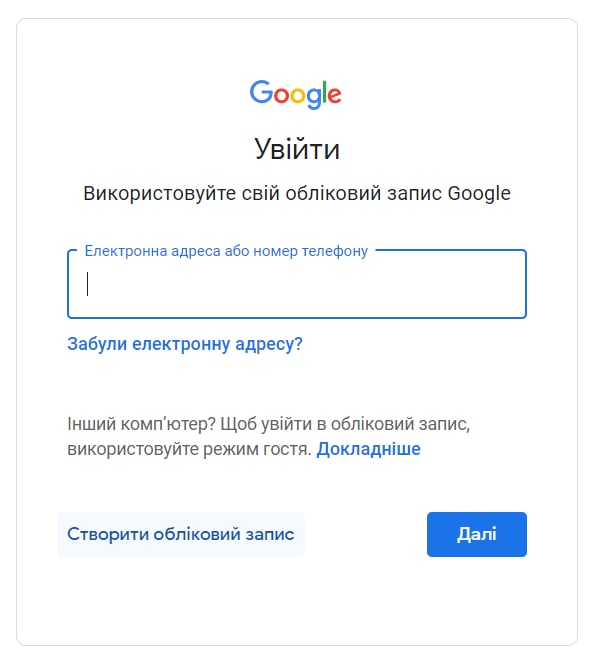 Google
Увійти
Використовуйте свій обліковий запис Google
Електронна адреса або номер телефону
Забули електронну адресу?
Інший комп’ютер? Щоб увійти в обліковий запис,
використовуйте режим гостя. Докладніше
Створити обліковий запис
Далі